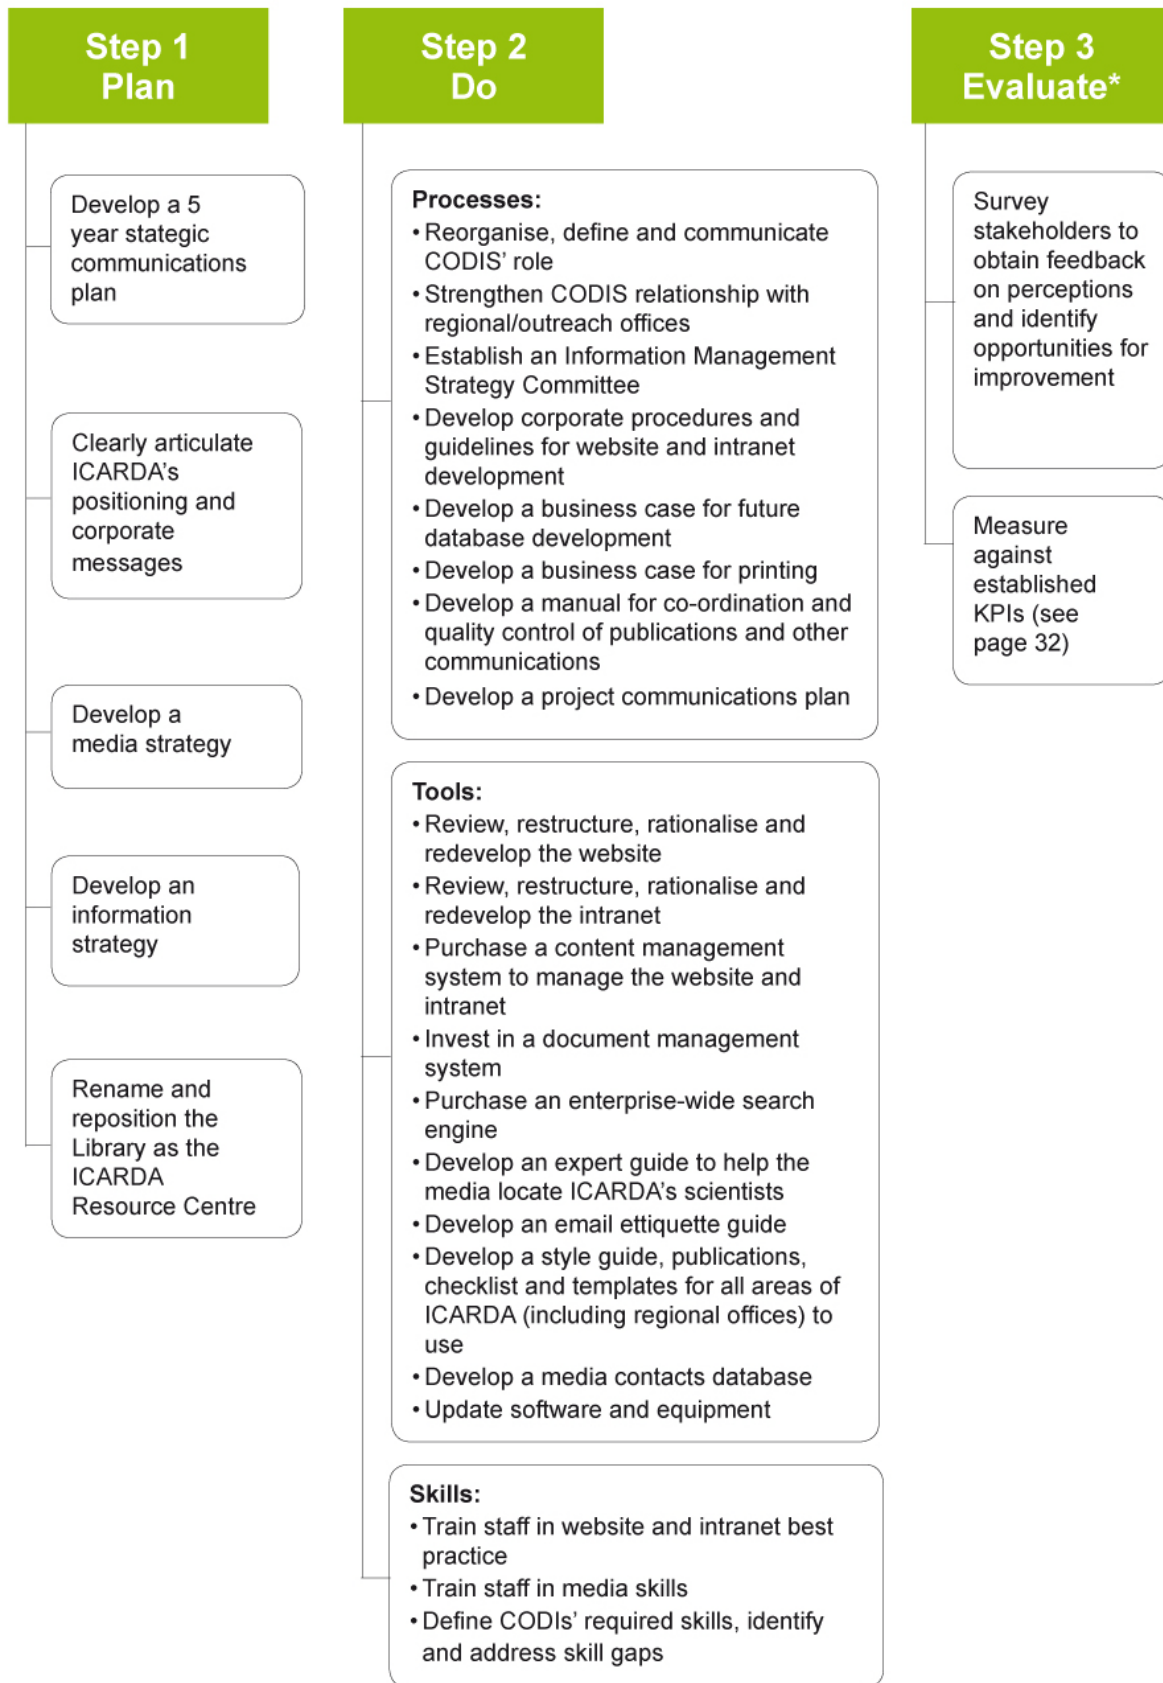 Step 1
Plan
Develop a 5
year stategic
communications
plan
Clearly articulate
ICARDA's
positioning and
corporate
messages
Develop a
media strategy
Develop an
information
strategy
Rename and
reposition the
Library as the
ICARDA
Resource Centre
Step 2
Do
Processes:
• Reorganise, define and communicate
CODIS' role
• Strengthen CODIS relationship with
regional/outreach offices
• Establish an Information Management
Strategy Committee
• Develop corporate procedures and
guidelines for website and intranet
development
• Develop a business case for future
database development
• Develop a business case for printing
• Develop a manual for co-ordination and
quality control of publications and other
communications
• Develop a project communications plan
Tools:
• Review, restructure, rationalise and
redevelop the website
• Review, restructure, rationalise and
redevelop the intranet
• Purchase a content management
system to manage the website and
intranet
• Invest in a document management
system
• Purchase an enterprise-wide search
engine
• Develop an expert guide to help the
media locate ICARDA's scientists
• Develop an email ettiquette guide
• Develop a style guide, publications,
checklist and templates for all areas of
ICARDA (including regional offices) to
use
• Develop a media contacts database
• Update software and equipment
Skills:
• Train staff in website and intranet best
practice
• Train staff in media skills
• Define CODIs' required skills, identify
and address skill gaps
Step 3
Evaluate*
Survey
stakeholders to
obtain feedback
on perceptions
and identify
opportunities for
improvement
Measure
against
established
KPIs (see
page 32)